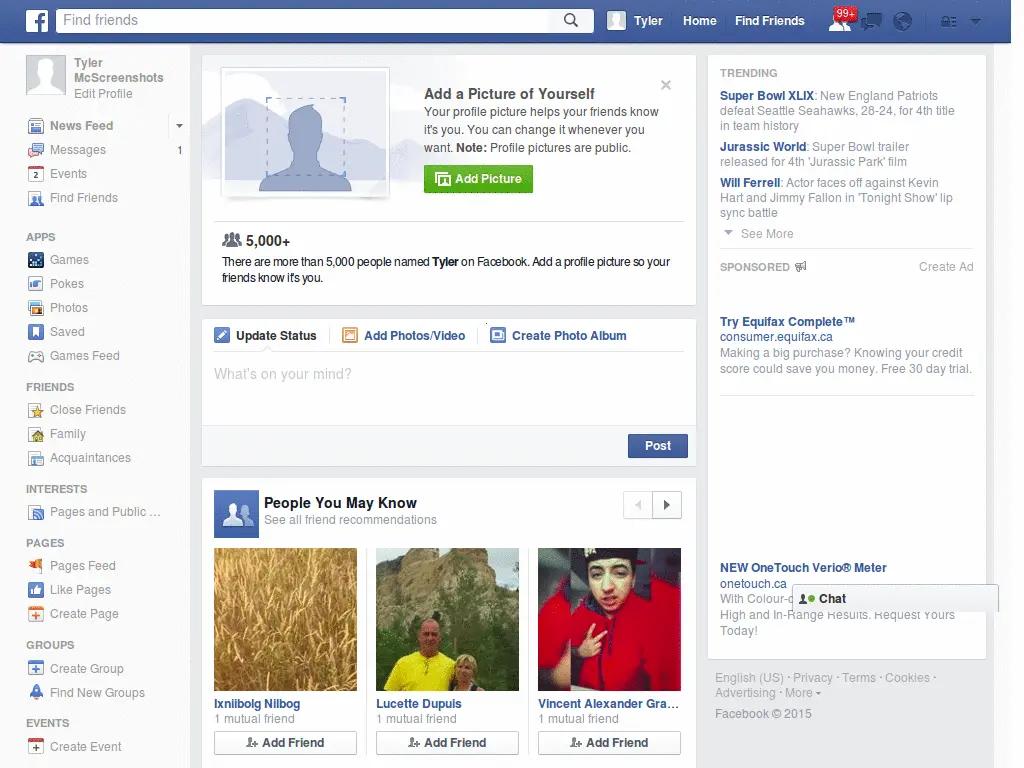 Find friends
Tyler
Home
Find Friends
99+
Tyler
McScreenshots
Edit Profile
News Feed
Messages
1
2
Events
Find Friends
APPS
Games
Pokes
Photos
Saved
Games Feed
FRIENDS
Close Friends
Family
Acquaintances
INTERESTS
Pages and Public ...
PAGES
Pages Feed
Like Pages
Create Page
GROUPS
Create Group
Find New Groups
EVENTS
Create Event
Add a Picture of Yourself
Your profile picture helps your friends know
it's you. You can change it whenever you
want. Note: Profile pictures are public.
Add Picture
5,000+
There are more than 5,000 people named Tyler on Facebook. Add a profile picture so your
friends know it's you.
Update Status
Add Photos/Video
Create Photo Album
What's on your mind?
Post
People You May Know
See all friend recommendations
Ixniibolg Nilbog
1 mutual friend
Add Friend
Lucette Dupuis
1 mutual friend
Add Friend
Vincent Alexander Gra...
1 mutual friend
Add Friend
TRENDING
Super Bowl XLIX: New England Patriots
defeat Seattle Seahawks, 28-24, for 4th title
in team history
Jurassic World: Super Bowl trailer
released for 4th 'Jurassic Park' film
Will Ferrell: Actor faces off against Kevin
Hart and Jimmy Fallon in 'Tonight Show' lip
sync battle
See More
SPONSORED
Create Ad
Try Equifax Complete™
consumer.equifax.ca
Making a big purchase? Knowing your credit
score could save you money. Free 30 day trial.
NEW OneTouch Verio® Meter
onetouch.ca
With Colour-
Chat
High and In-Range Results. Request Yours
Today!
English (US) · Privacy · Terms · Cookies ·
Advertising · More
Facebook © 2015